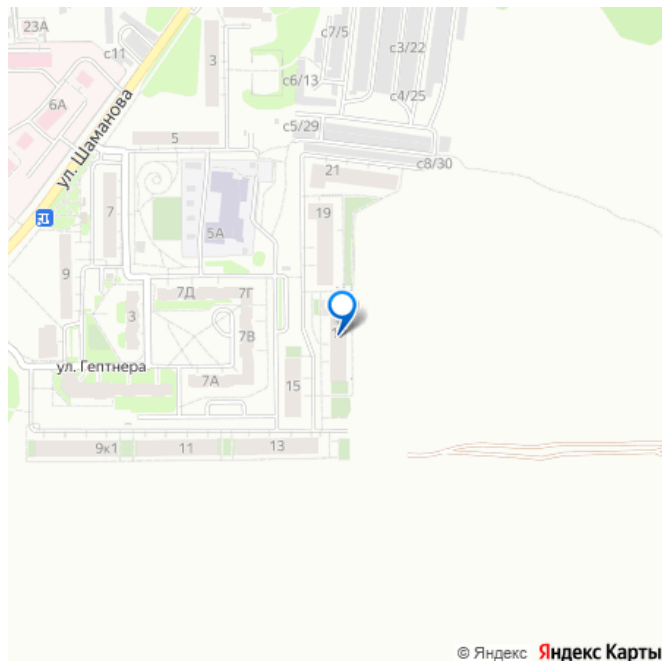 23А
с11
3
с7/5
с3/22
с6/13
6А
с4/25
ул. Шаманова
5
с5/29
с8/30
21
7
19
5А
9
7Д
7Г
3
7В
ул. Гептнера
7А
15
9к1
11
13
© Яндекс Яндекс Карты